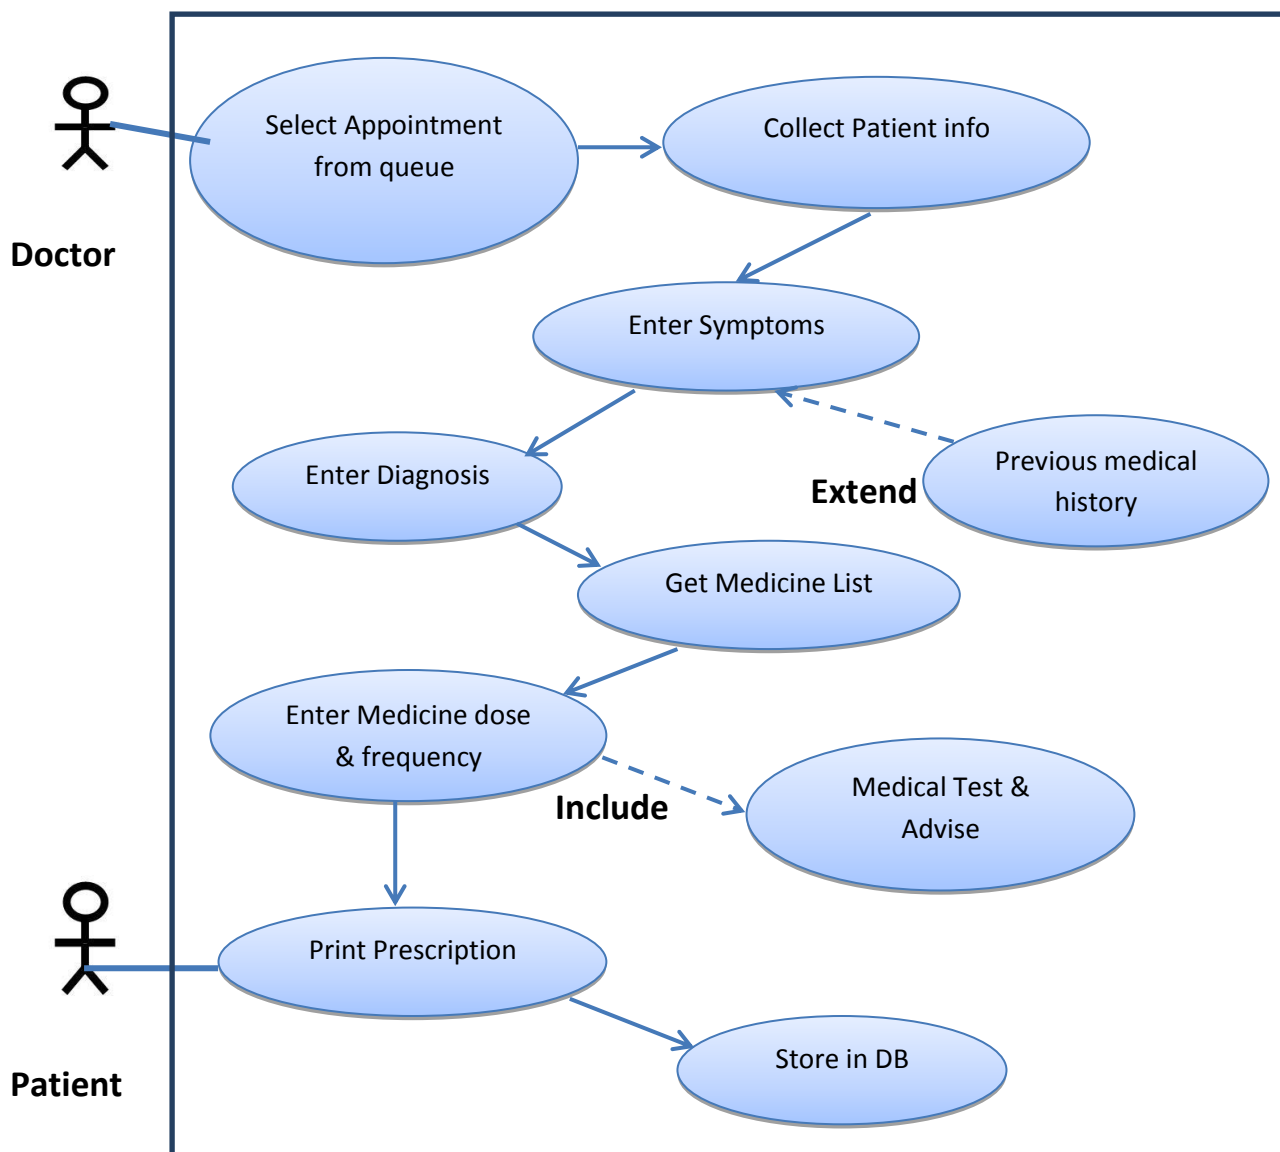 Select Appointment
from queue
Collect Patient info
Doctor
Enter Symptoms
Enter Diagnosis
Previous medical
history
Extend
Get Medicine List
Enter Medicine dose
& frequency
Medical Test &
Advise
Include
Print Prescription
Store in DB
Patient